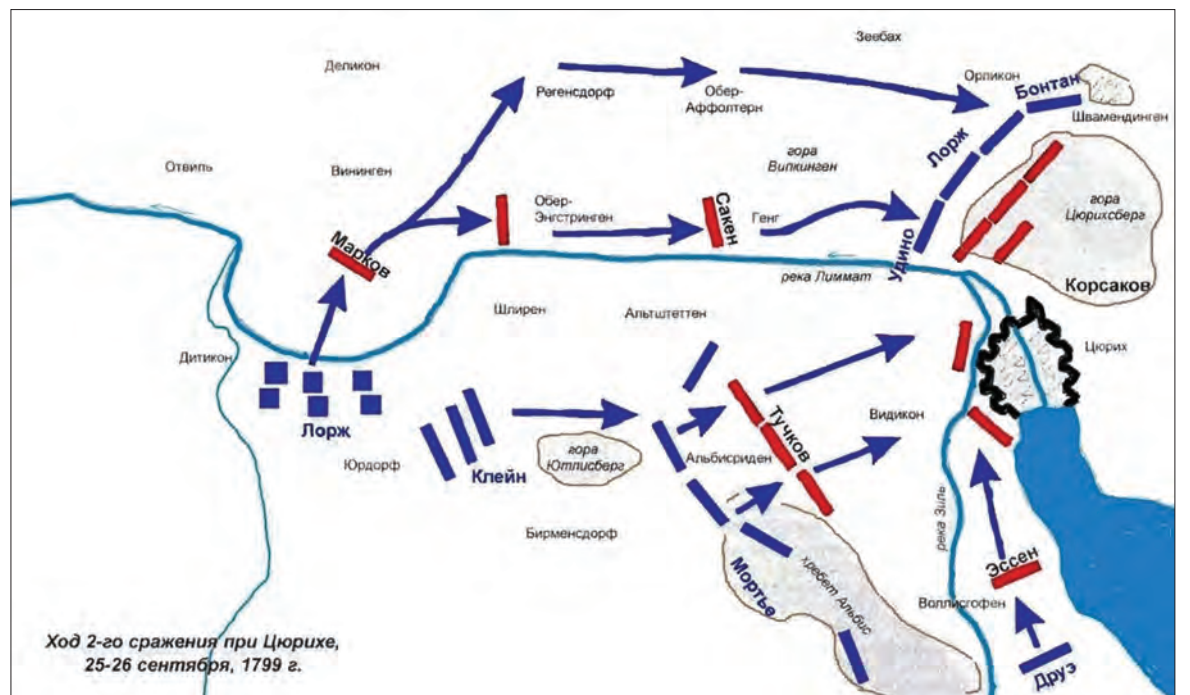 Зеебах
Деликон
Регенсдорф
Обер-
Аффолтерн
Орликон
Бонтан
Швамендинген
Лорж
гора
Випкинген
Отвиль
Вининген
Обер-
Энгстринген
Сакен
Генг
гора
Цюрихсберг
Марков
Удино
река Лиммат
Корсаков
Шлирен
Альтштеттен
Дитикон
Цюрих
Лорж
Тучков
Видикон
Юрдорф
Клейн
гора
Ютлисберг
Альбисриден
Бирменсдорф
река Зиль
Мортье
хребет Альбис
Эссен
Воллисгофен
Друэ
Ход 2-го сражения при Цюрихе,
25-26 сентября, 1799 г.